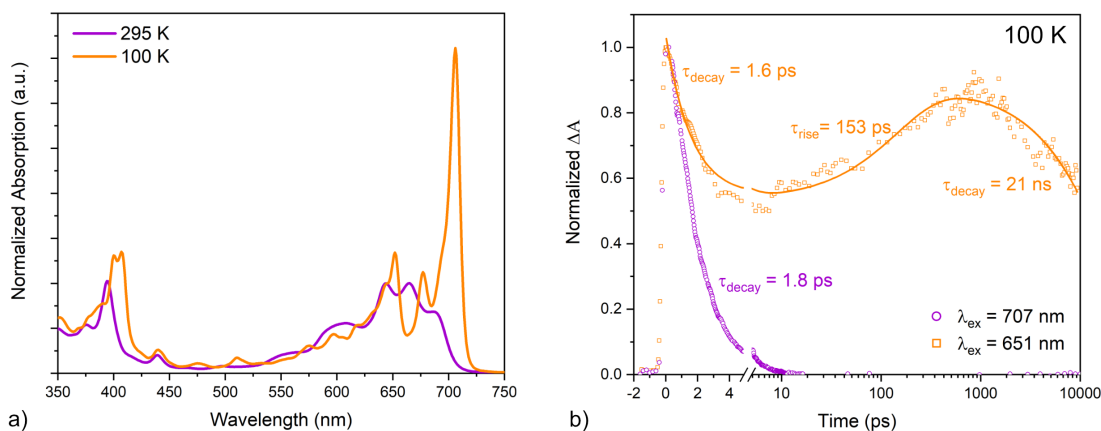 295 K
100 K
Normalized Absorption (a.u.)
350 400 450 500 550 600 650 700 750
Wavelength (nm)
a)
100 K
τdecay = 1.6 ps
τrise= 153 ps
τdecay = 21 ns
τdecay = 1.8 ps
λex = 707 nm
λex = 651 nm
Normalized ΔA
1.0
0.8
0.6
0.4
0.2
0.0
-2 0 2 4 10 100 1000 10000
Time (ps)
b)